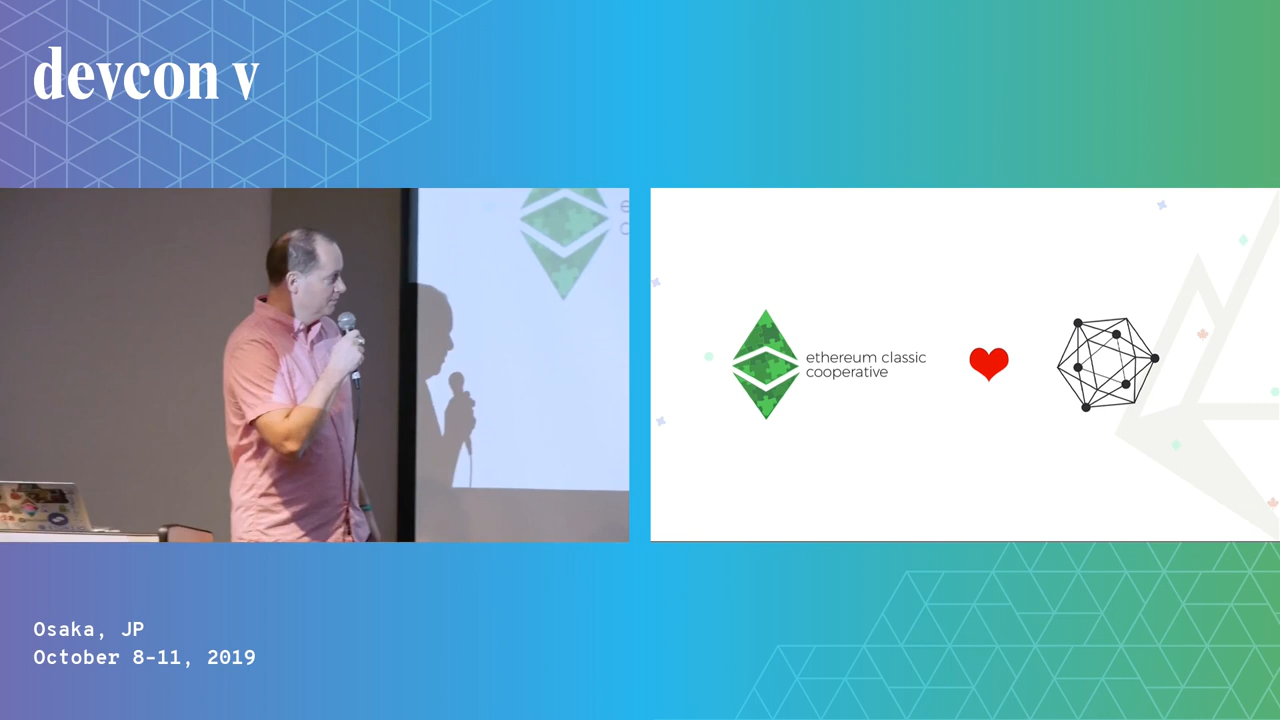 devcon v
ethereum classic
cooperative
Osaka, JP
October 8-11, 2019